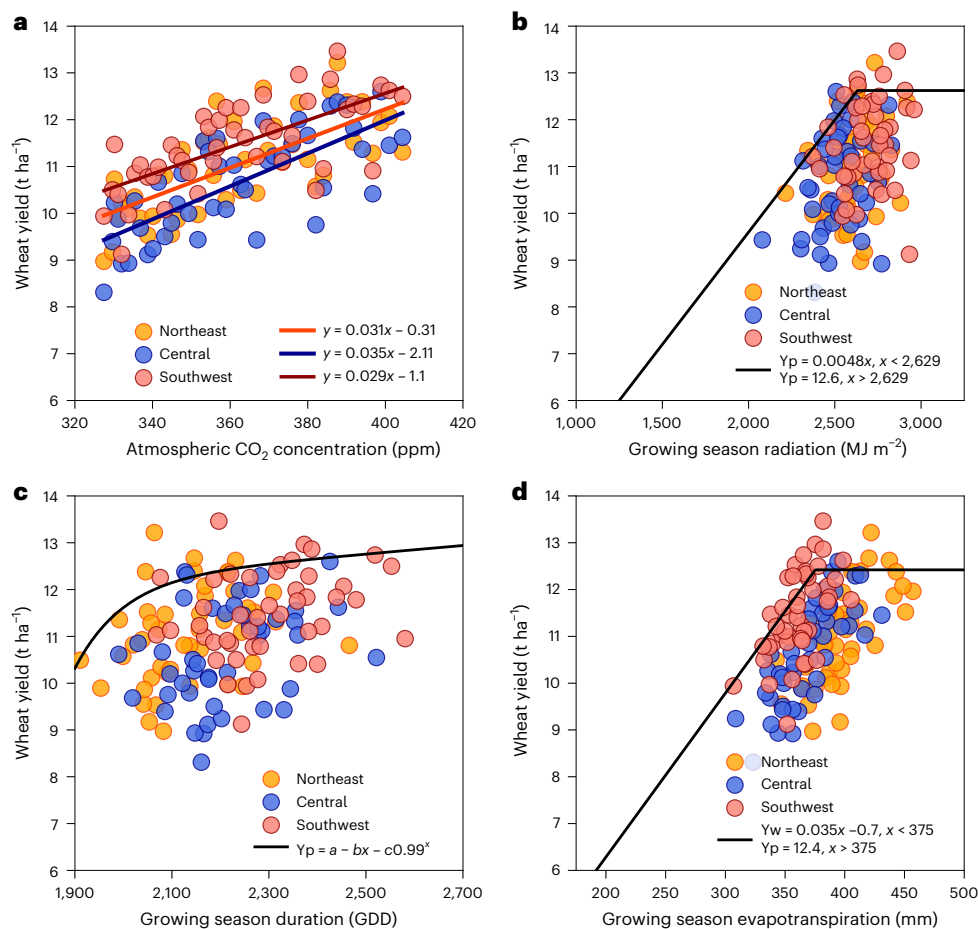 a
14
13
12
11
10
9
8
7
6
Wheat yield (t ha⁻¹)
Northeast
Central
Southwest
y = 0.031x – 0.31
y = 0.035x – 2.11
y = 0.029x – 1.1
320
340
360
380
400
420
Atmospheric CO₂ concentration (ppm)
b
14
13
12
11
10
9
8
7
6
Wheat yield (t ha⁻¹)
Northeast
Central
Southwest
Yp = 0.0048x, x < 2,629
Yp = 12.6, x > 2,629
1,000
1,500
2,000
2,500
3,000
Growing season radiation (MJ m⁻²)
c
14
13
12
11
10
9
8
7
6
Wheat yield (t ha⁻¹)
Northeast
Central
Southwest
Yp = a – bx – c0.99ˣ
1,900
2,100
2,300
2,500
2,700
Growing season duration (GDD)
d
14
13
12
11
10
9
8
7
6
Wheat yield (t ha⁻¹)
Northeast
Central
Southwest
Yw = 0.035x –0.7, x < 375
Yp = 12.4, x > 375
200
250
300
350
400
450
500
Growing season evapotranspiration (mm)